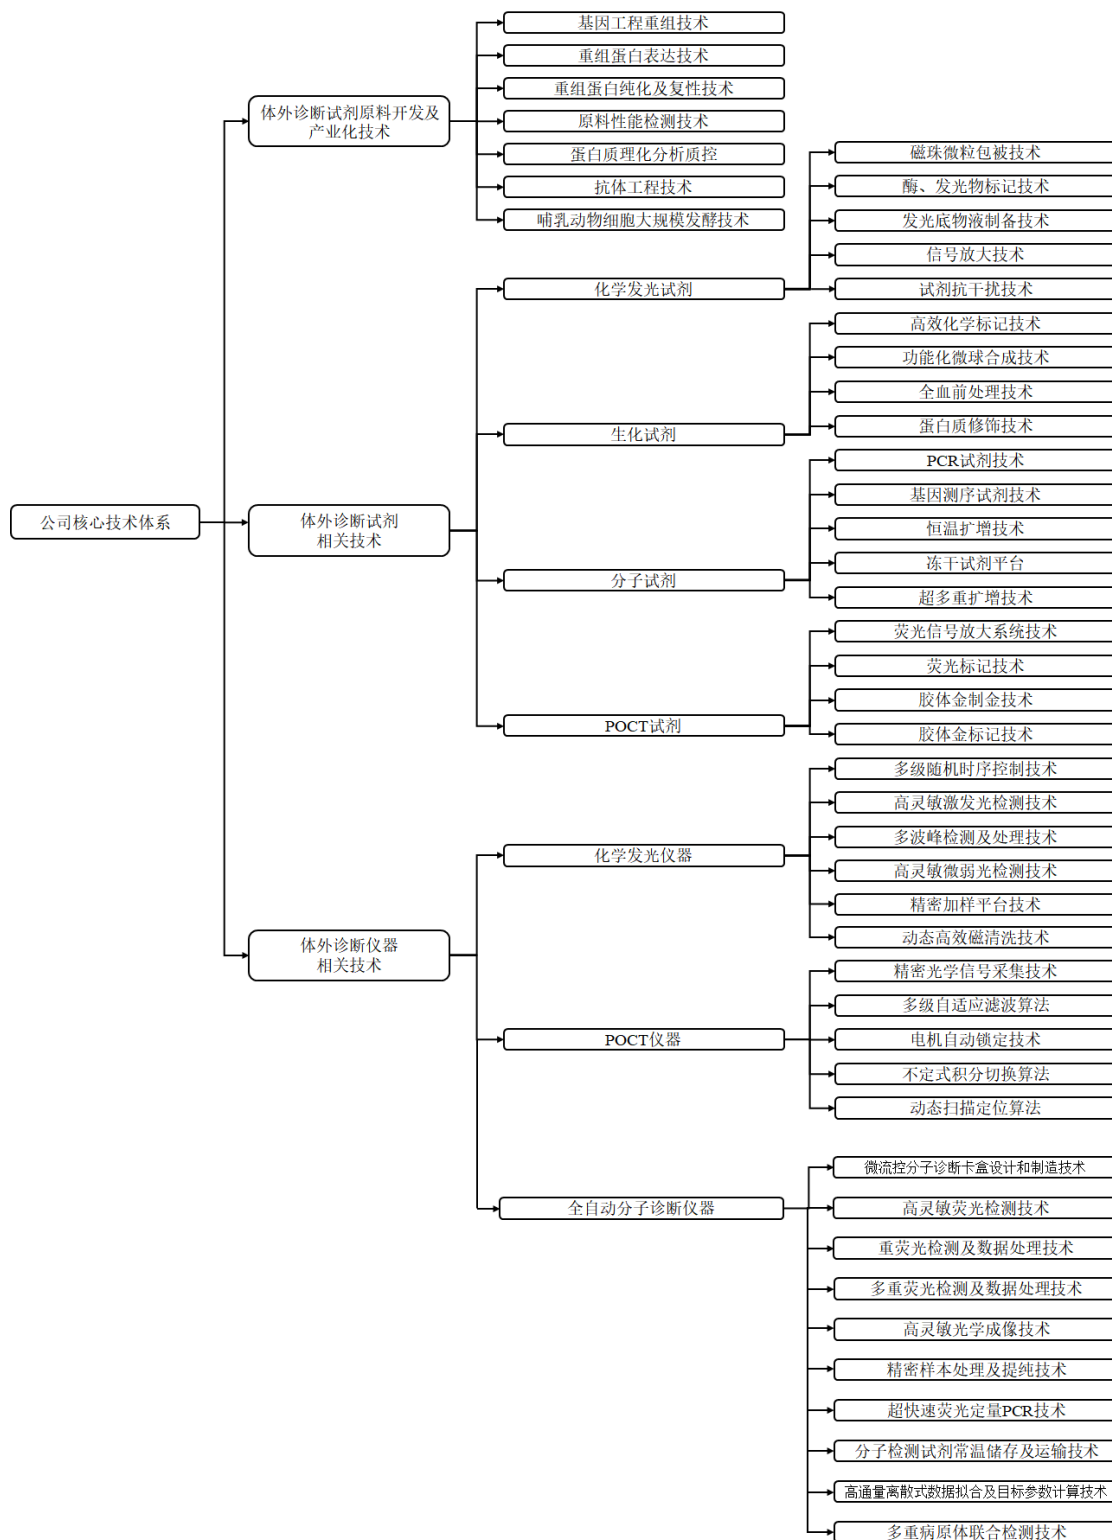 公司核心技术体系
体外诊断试剂原料开发及
产业化技术
基因工程重组技术
重组蛋白表达技术
重组蛋白纯化及复性技术
原料性能检测技术
蛋白质理化分析质控
抗体工程技术
哺乳动物细胞大规模发酵技术
体外诊断试剂
相关技术
化学发光试剂
磁珠微粒包被技术
酶、发光物标记技术
发光底物液制备技术
信号放大技术
试剂抗干扰技术
生化试剂
高效化学标记技术
功能化微球合成技术
全血前处理技术
蛋白质修饰技术
分子试剂
PCR试剂技术
基因测序试剂技术
恒温扩增技术
冻干试剂平台
超多重扩增技术
POCT试剂
荧光信号放大系统技术
荧光标记技术
胶体金制金技术
胶体金标记技术
体外诊断仪器
相关技术
化学发光仪器
多级随机时序控制技术
高灵敏激发光检测技术
多波峰检测及处理技术
高灵敏微弱光检测技术
精密加样平台技术
动态高效磁清洗技术
POCT仪器
精密光学信号采集技术
多级自适应滤波算法
电机自动锁定技术
不定式积分切换算法
动态扫描定位算法
全自动分子诊断仪器
微流控分子诊断卡盒设计和制造技术
高灵敏荧光检测技术
重荧光检测及数据处理技术
多重荧光检测及数据处理技术
高灵敏光学成像技术
精密样本处理及提纯技术
超快速荧光定量PCR技术
分子检测试剂常温储存及运输技术
高通量离散式数据拟合及目标参数计算技术
多重病原体联合检测技术